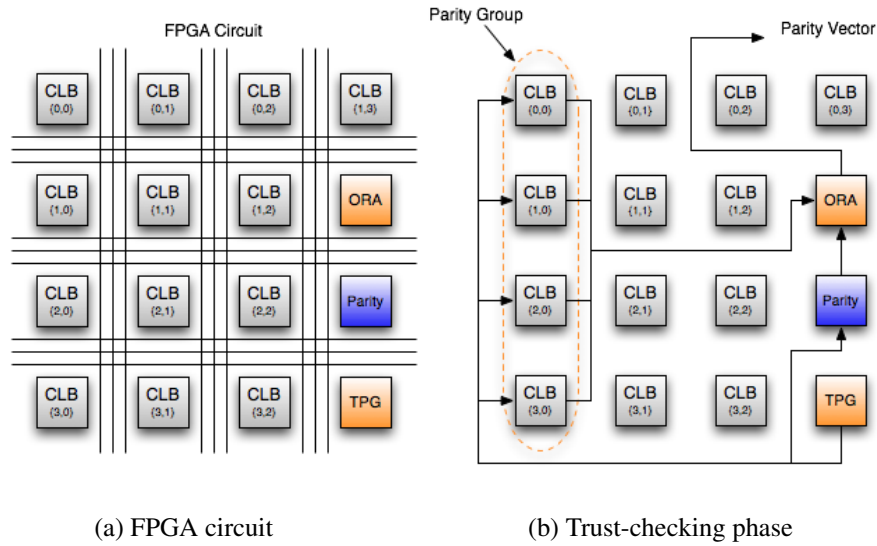 FPGA Circuit
CLB
{0,0}
CLB
{0,1}
CLB
{0,2}
CLB
{1,3}
CLB
{1,0}
CLB
{1,1}
CLB
{1,2}
ORA
CLB
{2,0}
CLB
{2,1}
CLB
{2,2}
Parity
CLB
{3,0}
CLB
{3,1}
CLB
{3,2}
TPG
(a) FPGA circuit
Parity Group
Parity Vector
CLB
{0,0}
CLB
{0,1}
CLB
{0,2}
CLB
{0,3}
CLB
{1,0}
CLB
{1,1}
CLB
{1,2}
ORA
CLB
{2,0}
CLB
{2,1}
CLB
{2,2}
Parity
CLB
{3,0}
CLB
{3,1}
CLB
{3,2}
TPG
(b) Trust-checking phase